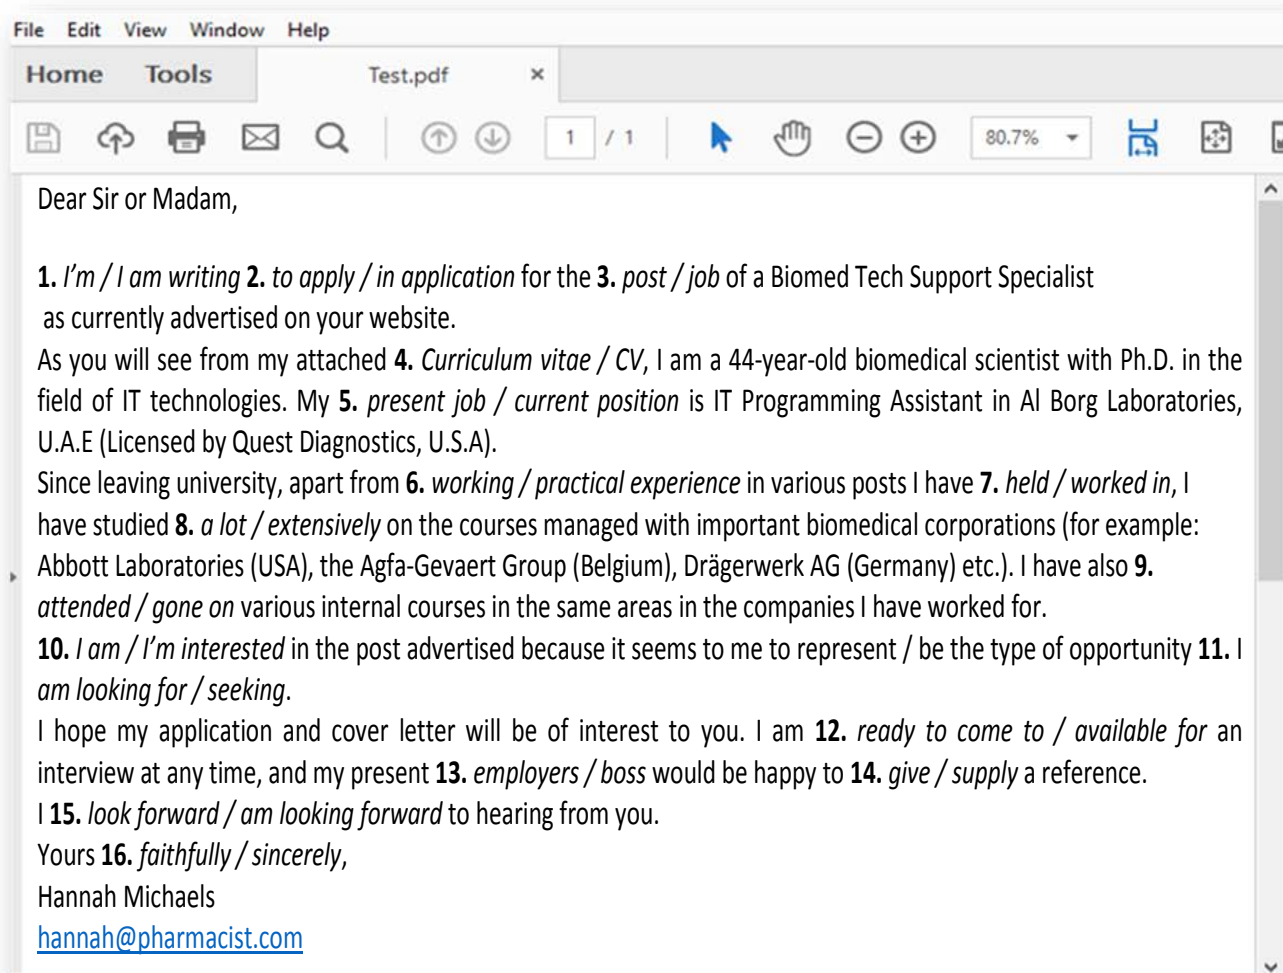 File Edit View Window Help
Home Tools Test.pdf ×
1 / 1 80.7%
Dear Sir or Madam,
1. I’m / I am writing 2. to apply / in application for the 3. post / job of a Biomed Tech Support Specialist
as currently advertised on your website.
As you will see from my attached 4. Curriculum vitae / CV, I am a 44-year-old biomedical scientist with Ph.D. in the
field of IT technologies. My 5. present job / current position is IT Programming Assistant in Al Borg Laboratories,
U.A.E (Licensed by Quest Diagnostics, U.S.A).
Since leaving university, apart from 6. working / practical experience in various posts I have 7. held / worked in, I
have studied 8. a lot / extensively on the courses managed with important biomedical corporations (for example:
Abbott Laboratories (USA), the Agfa-Gevaert Group (Belgium), Drägerwerk AG (Germany) etc.). I have also 9.
attended / gone on various internal courses in the same areas in the companies I have worked for.
10. I am / I’m interested in the post advertised because it seems to me to represent / be the type of opportunity 11. I
am looking for / seeking.
I hope my application and cover letter will be of interest to you. I am 12. ready to come to / available for an
interview at any time, and my present 13. employers / boss would be happy to 14. give / supply a reference.
I 15. look forward / am looking forward to hearing from you.
Yours 16. faithfully / sincerely,
Hannah Michaels
hannah@pharmacist.com